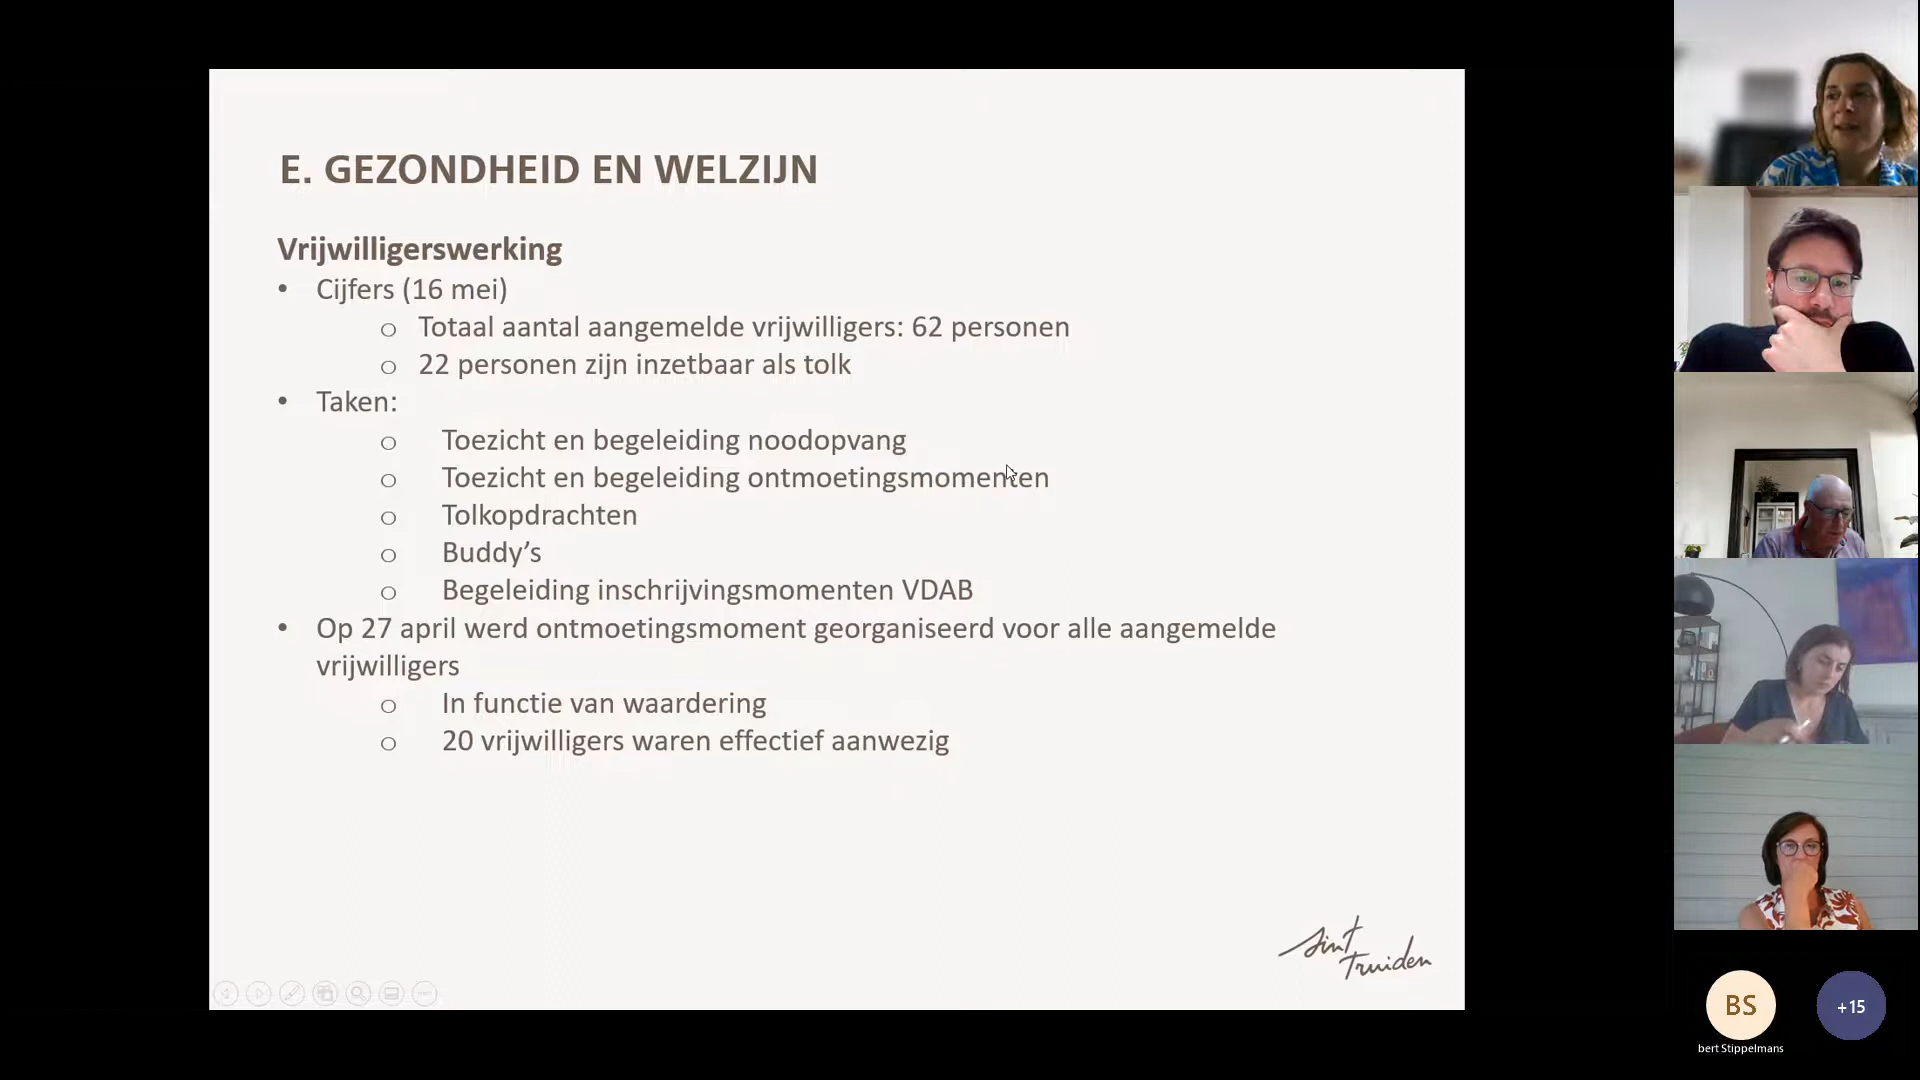 E. GEZONDHEID EN WELZIJN
Vrijwilligerswerking
• Cijfers (16 mei)
o Totaal aantal aangemelde vrijwilligers: 62 personen
o 22 personen zijn inzetbaar als tolk
• Taken:
o Toezicht en begeleiding noodopvang
o Toezicht en begeleiding ontmoetingsmomenten
o Tolkopdrachten
o Buddy’s
o Begeleiding inschrijvingsmomenten VDAB
• Op 27 april werd ontmoetingsmoment georganiseerd voor alle aangemelde
vrijwilligers
o In functie van waardering
o 20 vrijwilligers waren effectief aanwezig
Sint
Truiden
BS
+15
bert Stippelmans